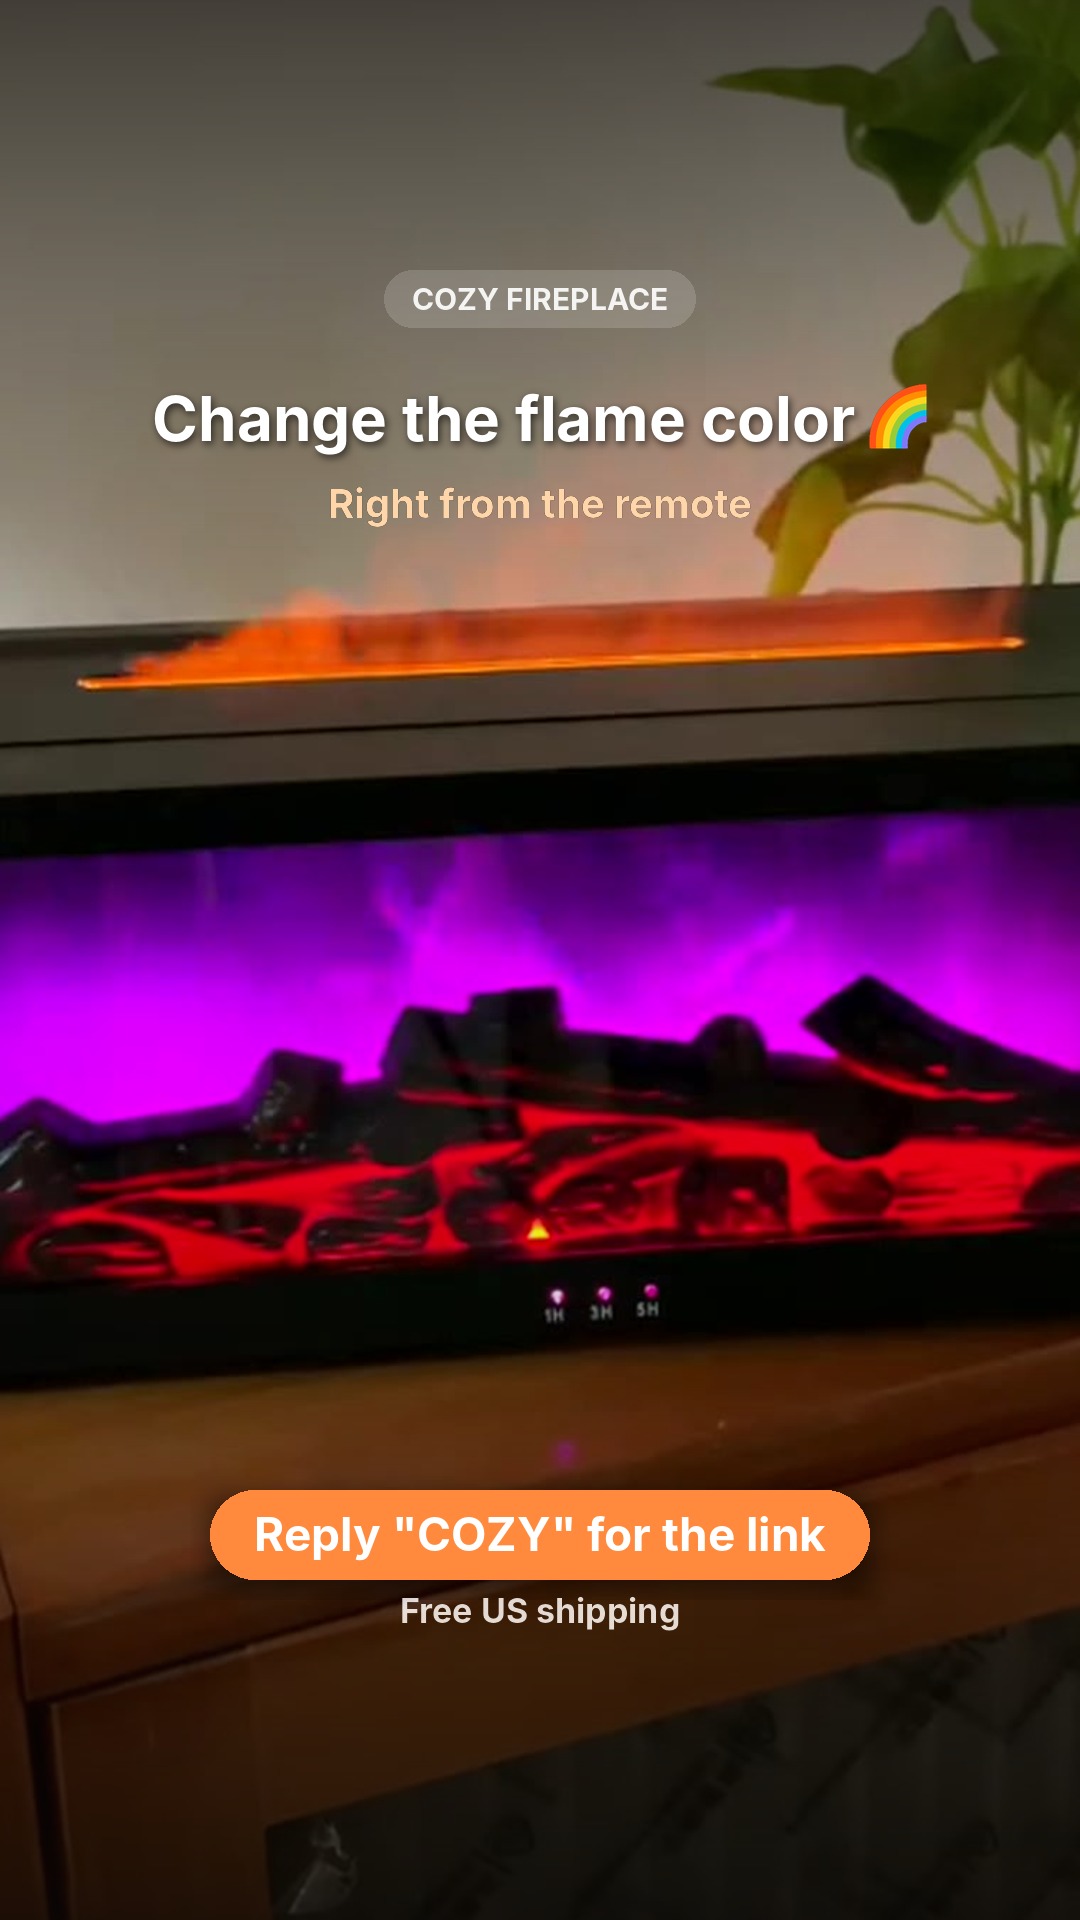 COZY FIREPLACE
Change the flame color 🌈
Right from the remote
1H 3H 5H
Reply "COZY" for the link
Free US shipping